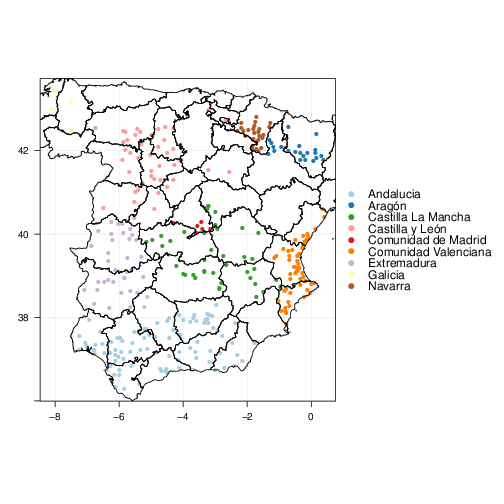 42
40
38
−8
−6
−4
−2
0
Andalucia
Aragón
Castilla La Mancha
Castilla y León
Comunidad de Madrid
Comunidad Valenciana
Extremadura
Galicia
Navarra